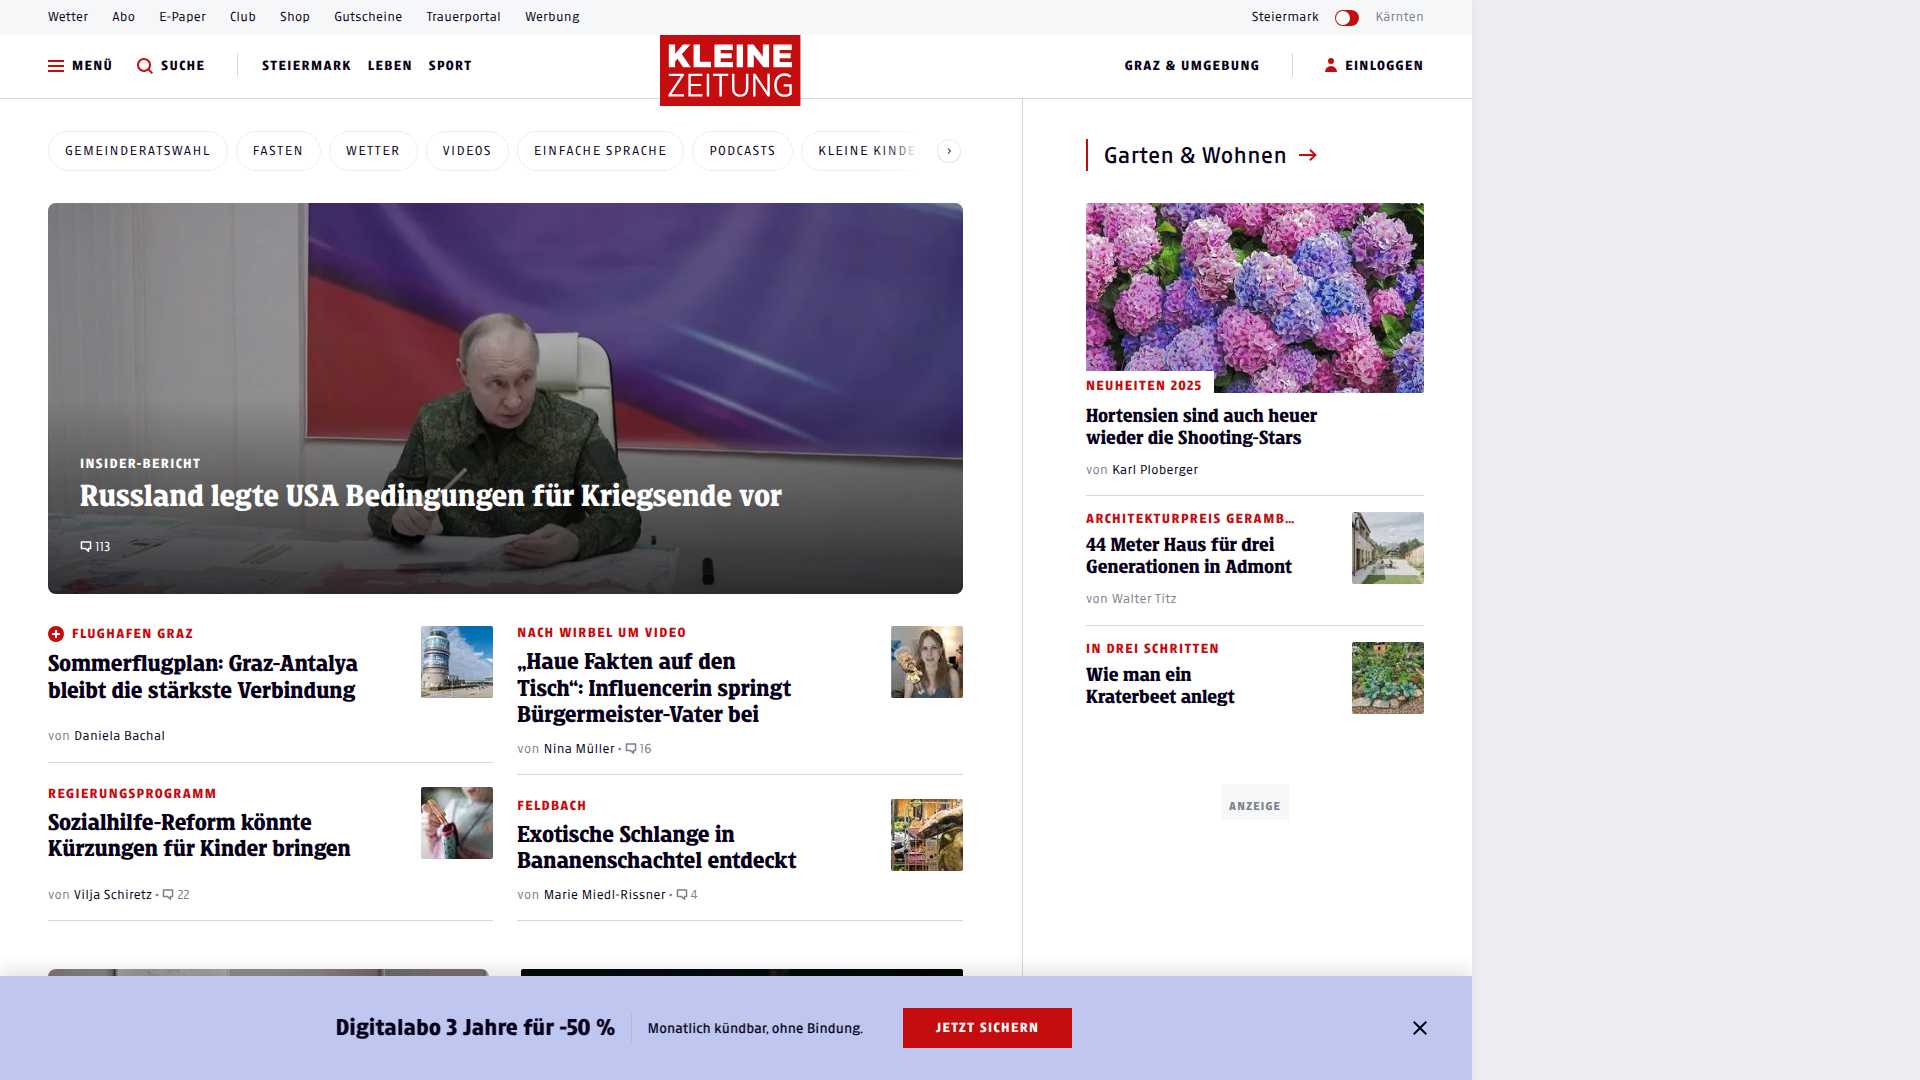 Wetter Abo E-Paper Club Shop Gutscheine Trauerportal Werbung Steiermark Kärnten
MENÜ SUCHE STEIERMARK LEBEN SPORT KLEINE ZEITUNG GRAZ & UMGEBUNG EINLOGGEN
GEMEINDERATSWAHL FASTEN WETTER VIDEOS EINFACHE SPRACHE PODCASTS KLEINE KINDE
INSIDER-BERICHT
Russland legte USA Bedingungen für Kriegsende vor
113
FLUGHAFEN GRAZ
Sommerflugplan: Graz-Antalya
bleibt die stärkste Verbindung
von Daniela Bachal
NACH WIRBEL UM VIDEO
„Haue Fakten auf den
Tisch“: Influencerin springt
Bürgermeister-Vater bei
von Nina Müller • 16
REGIERUNGSPROGRAMM
Sozialhilfe-Reform könnte
Kürzungen für Kinder bringen
von Vilja Schiretz • 22
FELDBACH
Exotische Schlange in
Bananenschachtel entdeckt
von Marie Miedl-Rissner • 4
Garten & Wohnen
NEUHEITEN 2025
Hortensien sind auch heuer
wieder die Shooting-Stars
von Karl Ploberger
ARCHITEKTURPREIS GERAMB...
44 Meter Haus für drei
Generationen in Admont
von Walter Titz
IN DREI SCHRITTEN
Wie man ein
Kraterbeet anlegt
ANZEIGE
Digitalabo 3 Jahre für -50 % Monatlich kündbar, ohne Bindung. JETZT SICHERN